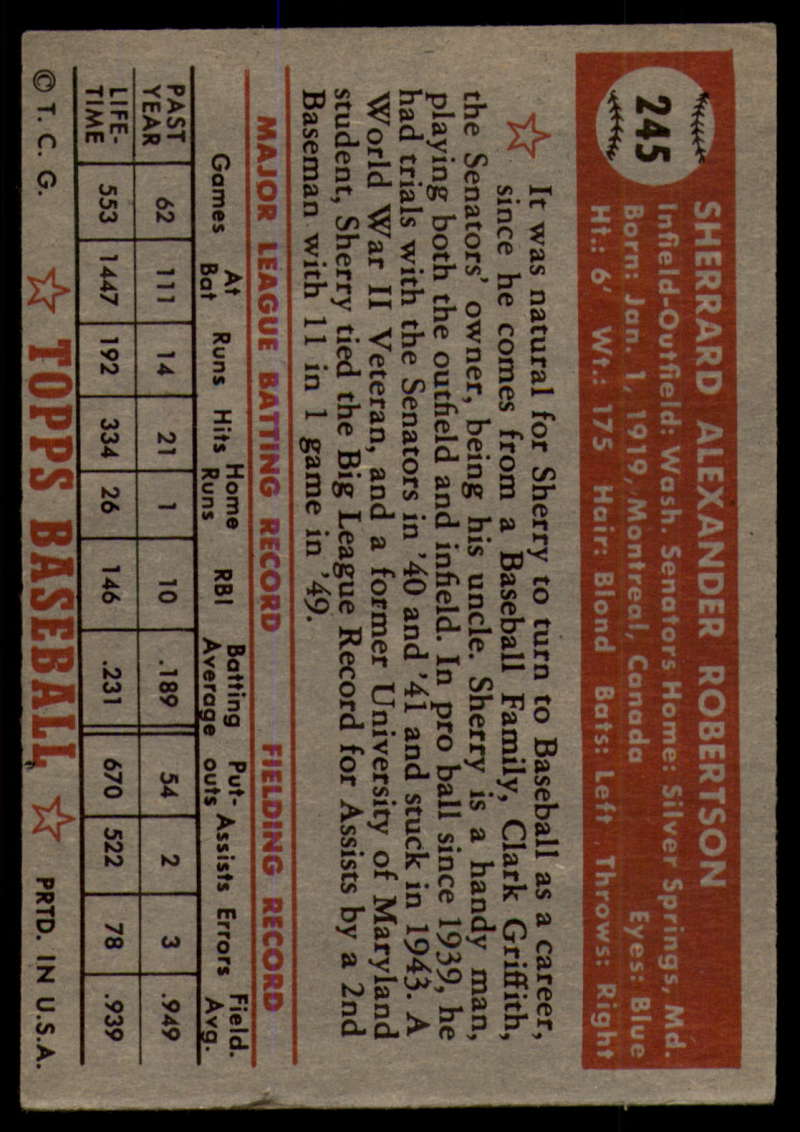 245
SHERRARD ALEXANDER ROBERTSON
Infield-Outfield: Wash. Senators Home: Silver Springs, Md.
Born: Jan. 1, 1919, Montreal, Canada Eyes: Blue
Ht.: 6' Wt.: 175 Hair: Blond Bats: Left Throws: Right
It was natural for Sherry to turn to Baseball as a career,
since he comes from a Baseball Family, Clark Griffith,
the Senators' owner, being his uncle. Sherry is a handy man,
playing both the outfield and infield. In pro ball since 1939, he
had trials with the Senators in '40 and '41 and stuck in 1943. A
World War II Veteran, and a former University of Maryland
student, Sherry tied the Big League Record for Assists by a 2nd
Baseman with 11 in 1 game in '49.
MAJOR LEAGUE BATTING RECORD FIELDING RECORD
Games At Bat Runs Hits Home Runs RBI Batting Average Put-outs Assists Errors Field. Avg.
PAST YEAR 62 111 14 21 1 10 .189 54 2 3 .949
LIFE-TIME 553 1447 192 334 26 146 .231 670 522 78 .939
© T. C. G. TOPPS BASEBALL PRTD. IN U.S.A.